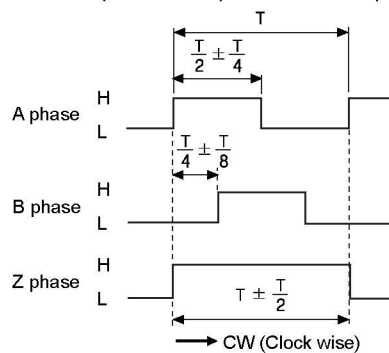 T
T/2 ± T/4
H
A phase
L
T/4 ± T/8
H
B phase
L
H
Z phase
L
T ± T/2
CW (Clock wise)